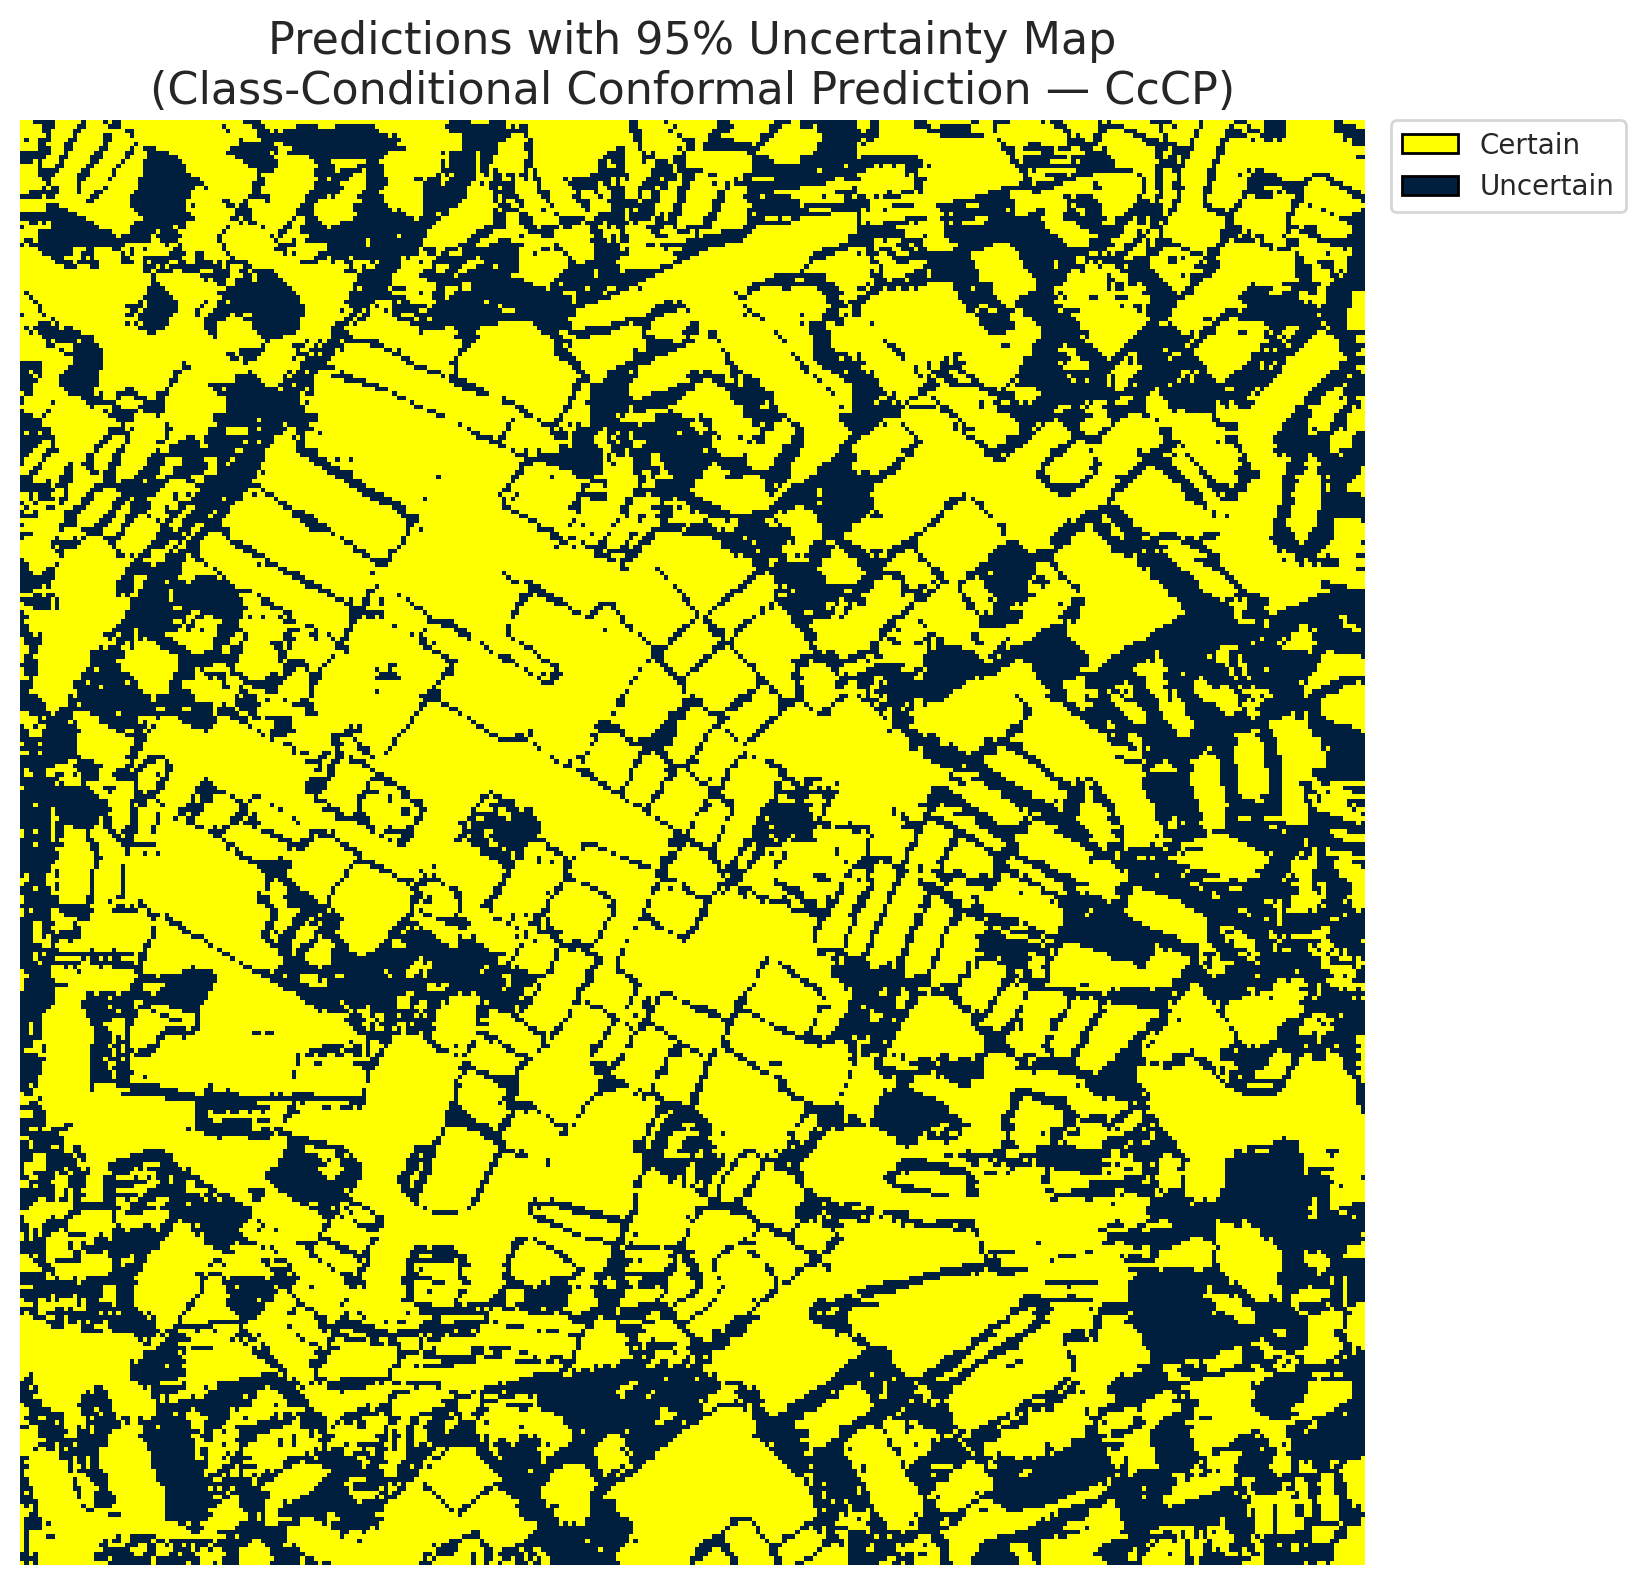 Predictions with 95% Uncertainty Map
(Class-Conditional Conformal Prediction — CcCP)
Certain
Uncertain